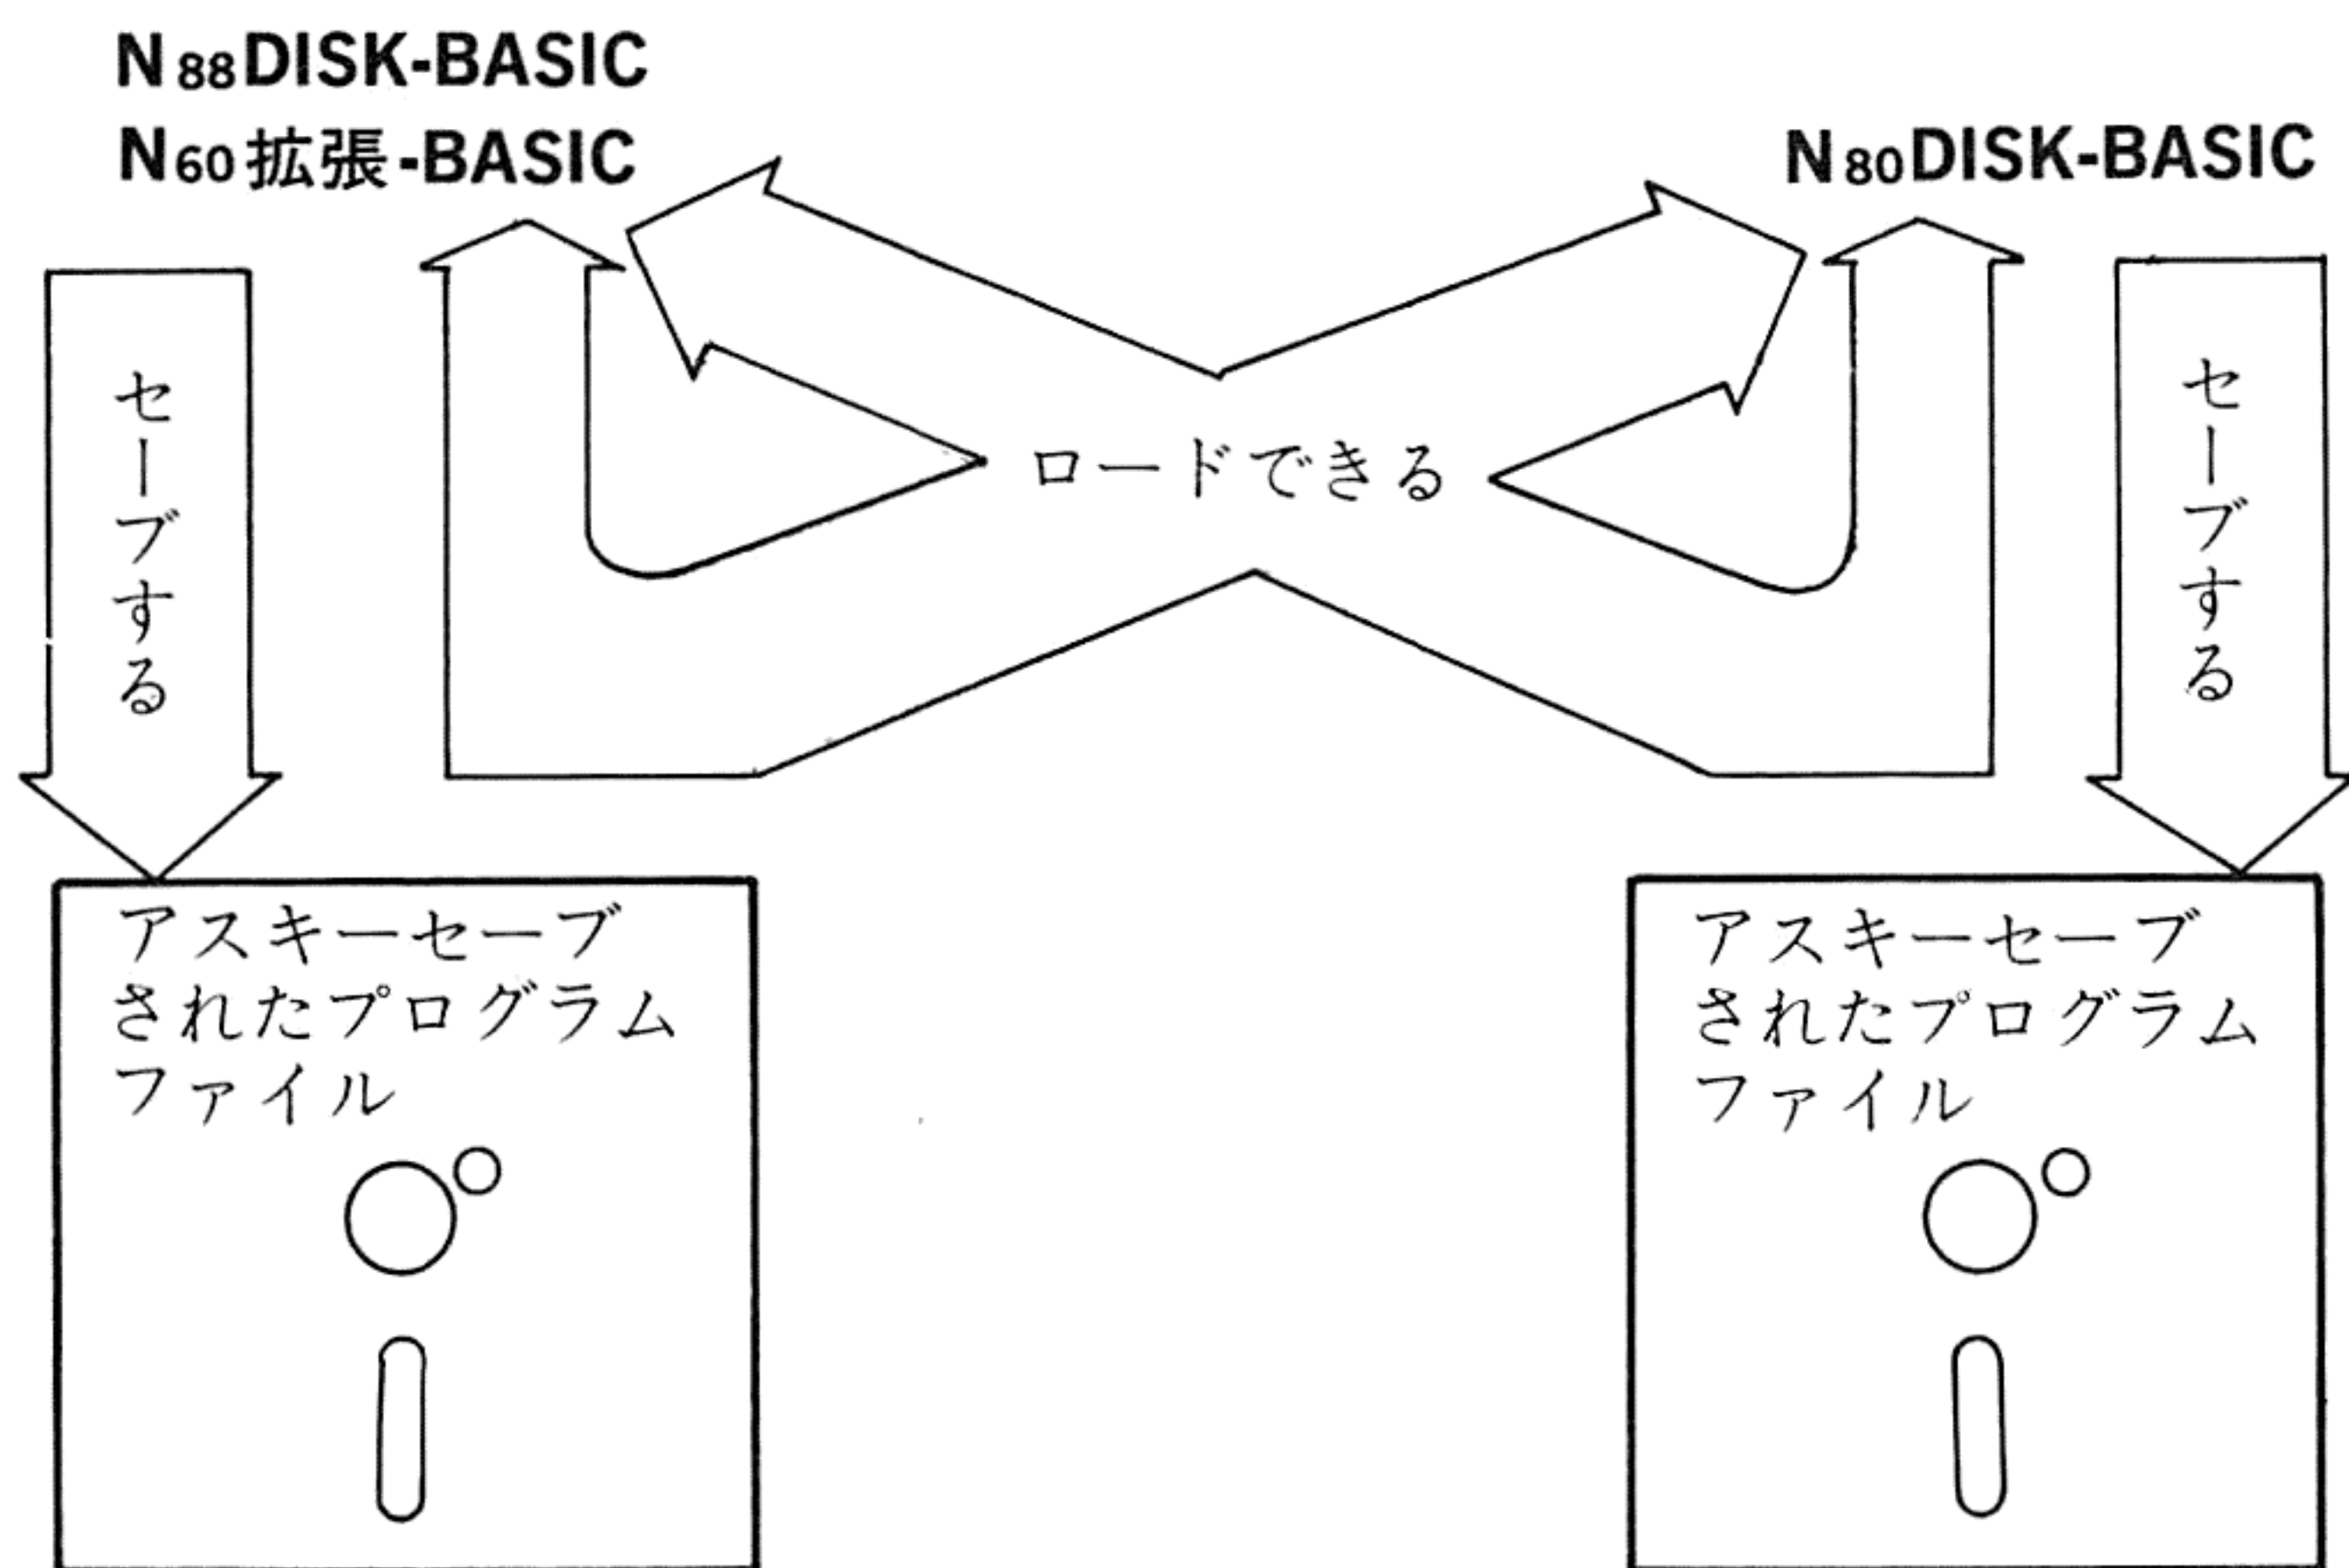 N88DISK-BASIC
N60拡張-BASIC
N80DISK-BASIC
セーブする
ロードできる
セーブする
アスキーセーブ
されたプログラム
ファイル
アスキーセーブ
されたプログラム
ファイル